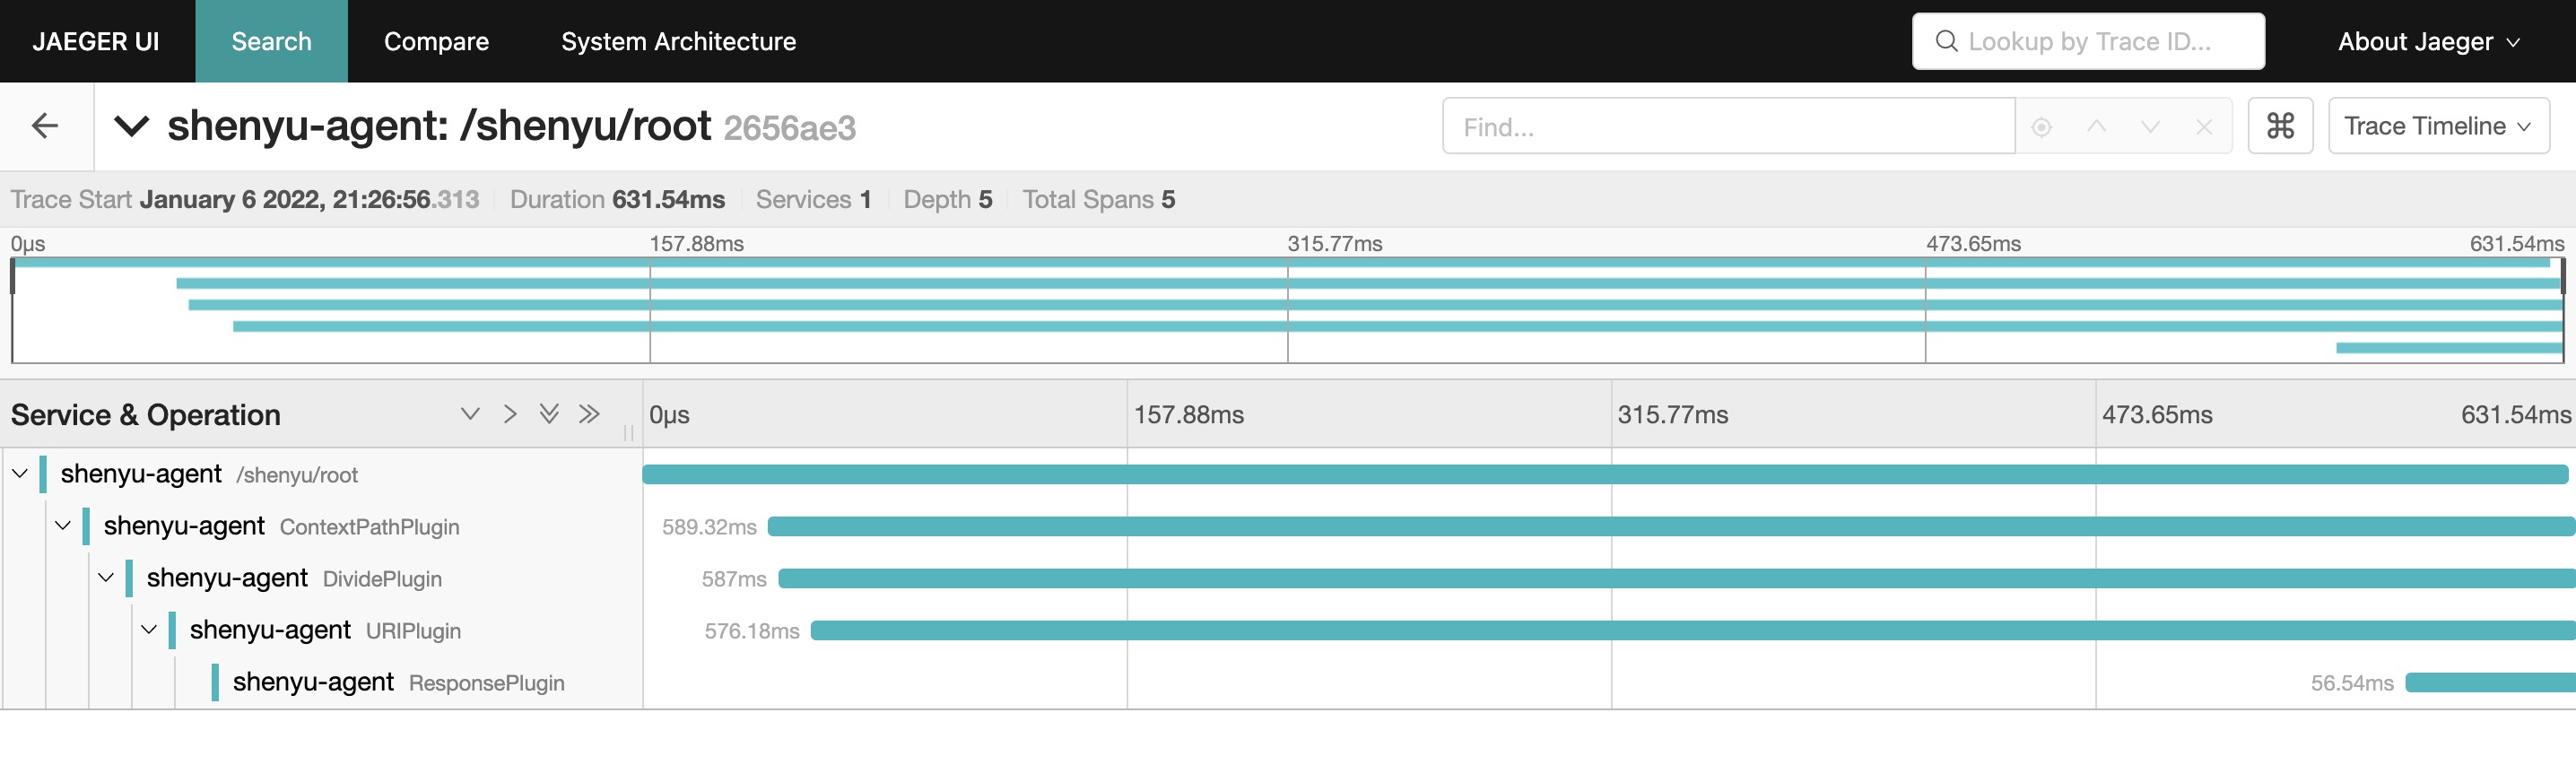 JAEGER UI Search Compare System Architecture Lookup by Trace ID... About Jaeger
shenyu-agent: /shenyu/root 2656ae3 Find... ⌘ Trace Timeline
Trace Start January 6 2022, 21:26:56.313 Duration 631.54ms Services 1 Depth 5 Total Spans 5
0μs 157.88ms 315.77ms 473.65ms 631.54ms
Service & Operation 0μs 157.88ms 315.77ms 473.65ms 631.54ms
shenyu-agent /shenyu/root
shenyu-agent ContextPathPlugin 589.32ms
shenyu-agent DividePlugin 587ms
shenyu-agent URIPlugin 576.18ms
shenyu-agent ResponsePlugin 56.54ms